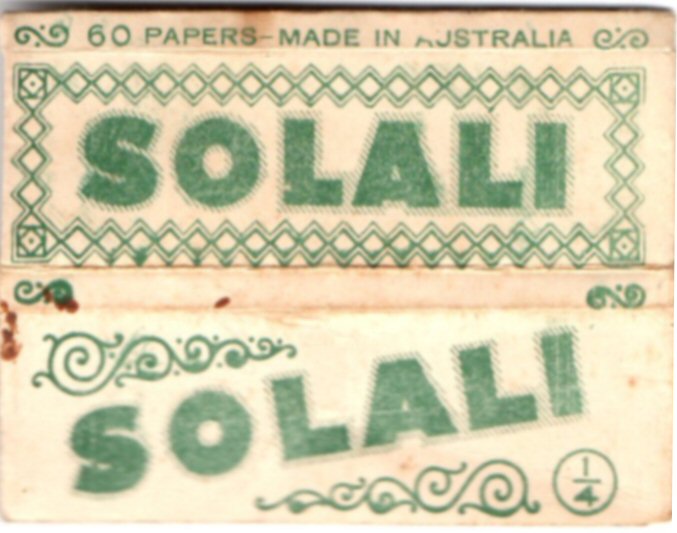 60 PAPERS-MADE IN AUSTRALIA
SOLALI
SOLALI
1/4